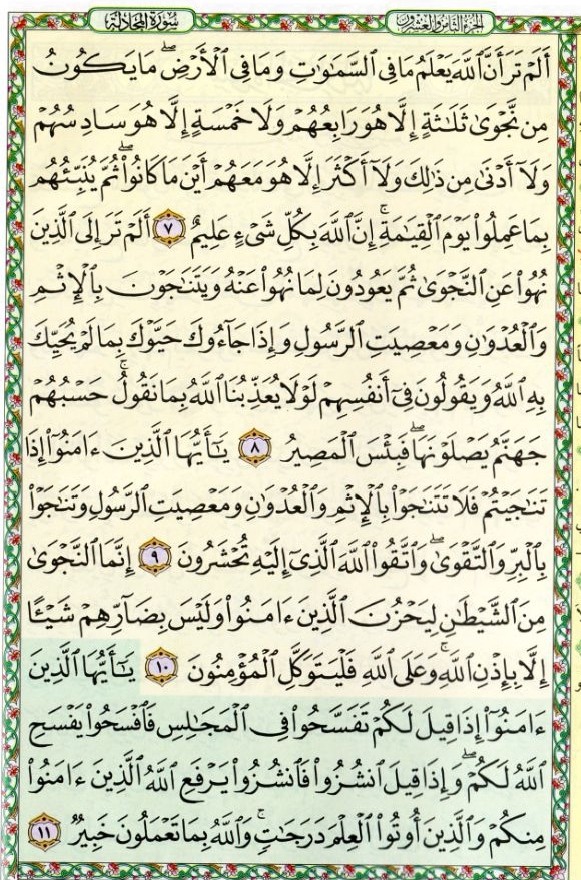 سورة المجادلة
الجزء الثامن والعشرون
أَلَمْ تَرَ أَنَّ ٱللَّهَ يَعْلَمُ مَا فِى ٱلسَّمَٰوَٰتِ وَمَا فِى ٱلْأَرْضِ ۖ مَا يَكُونُ
مِن نَّجْوَىٰ ثَلَٰثَةٍ إِلَّا هُوَ رَابِعُهُمْ وَلَا خَمْسَةٍ إِلَّا هُوَ سَادِسُهُمْ
وَلَآ أَدْنَىٰ مِن ذَٰلِكَ وَلَآ أَكْثَرَ إِلَّا هُوَ مَعَهُمْ أَيْنَ مَا كَانُوا۟ ۖ ثُمَّ يُنَبِّئُهُم
بِمَا عَمِلُوا۟ يَوْمَ ٱلْقِيَٰمَةِ ۚ إِنَّ ٱللَّهَ بِكُلِّ شَىْءٍ عَلِيمٌ ٧ أَلَمْ تَرَ إِلَى ٱلَّذِينَ
نُهُوا۟ عَنِ ٱلنَّجْوَىٰ ثُمَّ يَعُودُونَ لِمَا نُهُوا۟ عَنْهُ وَيَتَنَٰجَوْنَ بِٱلْإِثْمِ
وَٱلْعُدْوَٰنِ وَمَعْصِيَتِ ٱلرَّسُولِ وَإِذَا جَآءُوكَ حَيَّوْكَ بِمَا لَمْ يُحَيِّكَ
بِهِ ٱللَّهُ وَيَقُولُونَ فِىٓ أَنفُسِهِمْ لَوْلَا يُعَذِّبُنَا ٱللَّهُ بِمَا نَقُولُ ۚ حَسْبُهُمْ
جَهَنَّمُ يَصْلَوْنَهَا ۖ فَبِئْسَ ٱلْمَصِيرُ ٨ يَٰٓأَيُّهَا ٱلَّذِينَ ءَامَنُوٓا۟ إِذَا
تَنَٰجَيْتُمْ فَلَا تَتَنَٰجَوْا۟ بِٱلْإِثْمِ وَٱلْعُدْوَٰنِ وَمَعْصِيَتِ ٱلرَّسُولِ وَتَنَٰجَوْا۟
بِٱلْبِرِّ وَٱلتَّقْوَىٰ ۖ وَٱتَّقُوا۟ ٱللَّهَ ٱلَّذِىٓ إِلَيْهِ تُحْشَرُونَ ٩ إِنَّمَا ٱلنَّجْوَىٰ
مِنَ ٱلشَّيْطَٰنِ لِيَحْزُنَ ٱلَّذِينَ ءَامَنُوا۟ وَلَيْسَ بِضَآرِّهِمْ شَيْـًٔا
إِلَّا بِإِذْنِ ٱللَّهِ ۚ وَعَلَى ٱللَّهِ فَلْيَتَوَكَّلِ ٱلْمُؤْمِنُونَ ١٠ يَٰٓأَيُّهَا ٱلَّذِينَ
ءَامَنُوٓا۟ إِذَا قِيلَ لَكُمْ تَفَسَّحُوا۟ فِى ٱلْمَجَٰلِسِ فَٱفْسَحُوا۟ يَفْسَحِ
ٱللَّهُ لَكُمْ ۖ وَإِذَا قِيلَ ٱنشُزُوا۟ فَٱنشُزُوا۟ يَرْفَعِ ٱللَّهُ ٱلَّذِينَ ءَامَنُوا۟
مِنكُمْ وَٱلَّذِينَ أُوتُوا۟ ٱلْعِلْمَ دَرَجَٰتٍ ۚ وَٱللَّهُ بِمَا تَعْمَلُونَ خَبِيرٌ ١١